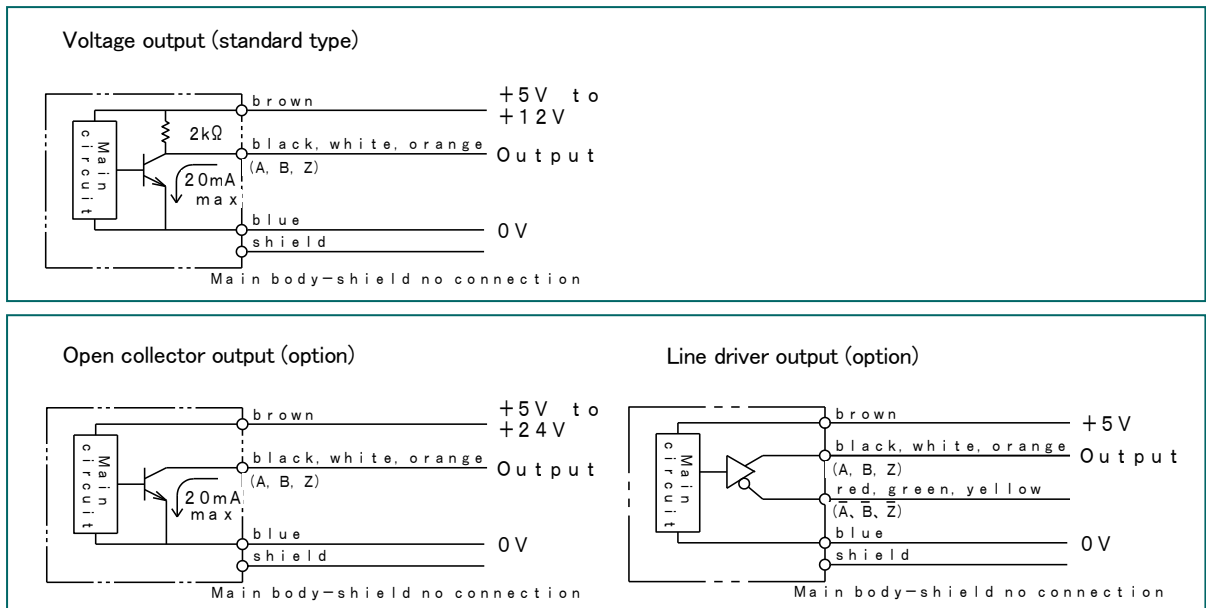 Voltage output (standard type)
brown
+5V to
+12V
2kΩ
black, white, orange
Output
(A, B, Z)
Main
circuit
20mA
max
blue
0V
shield
Main body-shield no connection
Open collector output (option)
brown
+5V to
+24V
black, white, orange
Output
(A, B, Z)
Main
circuit
20mA
max
blue
0V
shield
Main body-shield no connection
Line driver output (option)
brown
+5V
black, white, orange
Output
(A, B, Z)
Main
circuit
red, green, yellow
(A̅、B̅、Z̅)
blue
0V
shield
Main body-shield no connection